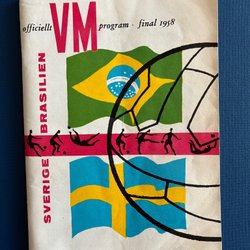 officiellt VM program - final 1958
SVERIGE BRASILIEN